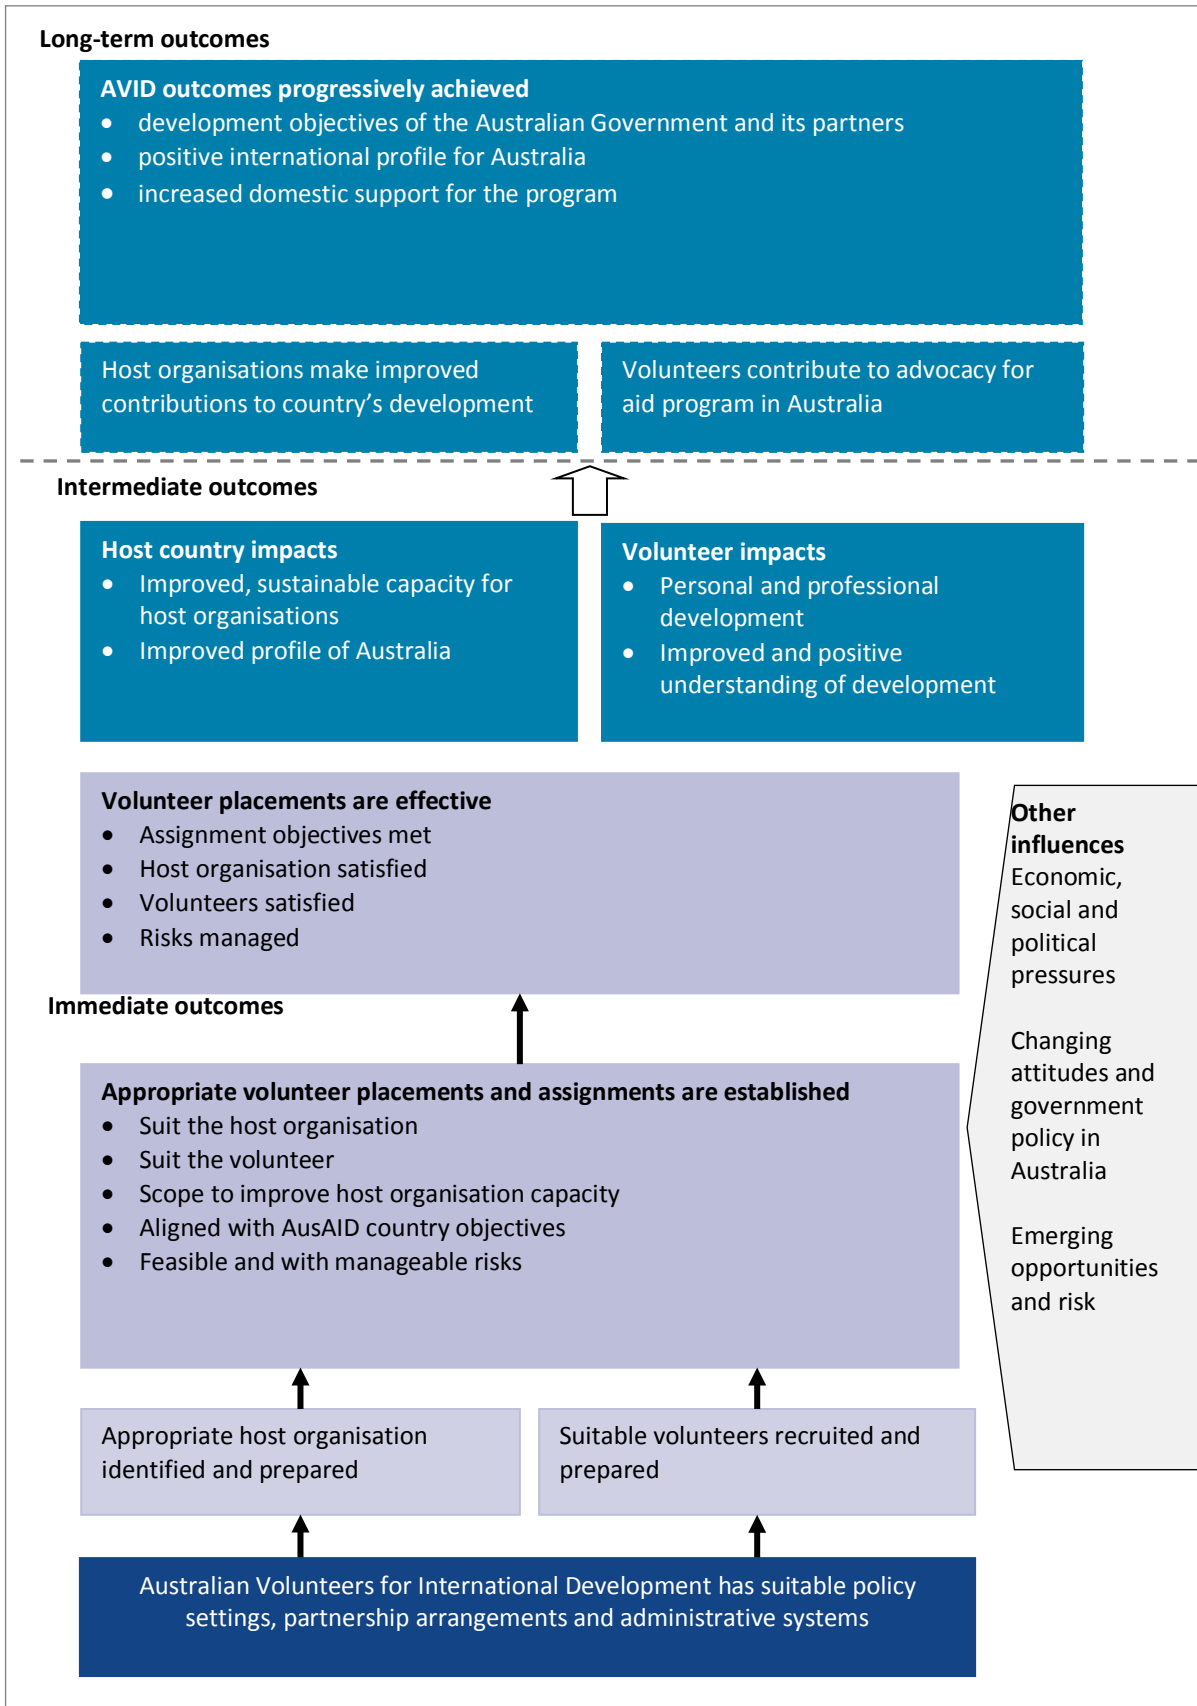 Long-term outcomes
AVID outcomes progressively achieved
• development objectives of the Australian Government and its partners
• positive international profile for Australia
• increased domestic support for the program
Host organisations make improved
contributions to country’s development
Volunteers contribute to advocacy for
aid program in Australia
Intermediate outcomes
Host country impacts
• Improved, sustainable capacity for
host organisations
• Improved profile of Australia
Volunteer impacts
• Personal and professional
development
• Improved and positive
understanding of development
Volunteer placements are effective
• Assignment objectives met
• Host organisation satisfied
• Volunteers satisfied
• Risks managed
Immediate outcomes
Appropriate volunteer placements and assignments are established
• Suit the host organisation
• Suit the volunteer
• Scope to improve host organisation capacity
• Aligned with AusAID country objectives
• Feasible and with manageable risks
Other
influences
Economic,
social and
political
pressures
Changing
attitudes and
government
policy in
Australia
Emerging
opportunities
and risk
Appropriate host organisation
identified and prepared
Suitable volunteers recruited and
prepared
Australian Volunteers for International Development has suitable policy
settings, partnership arrangements and administrative systems